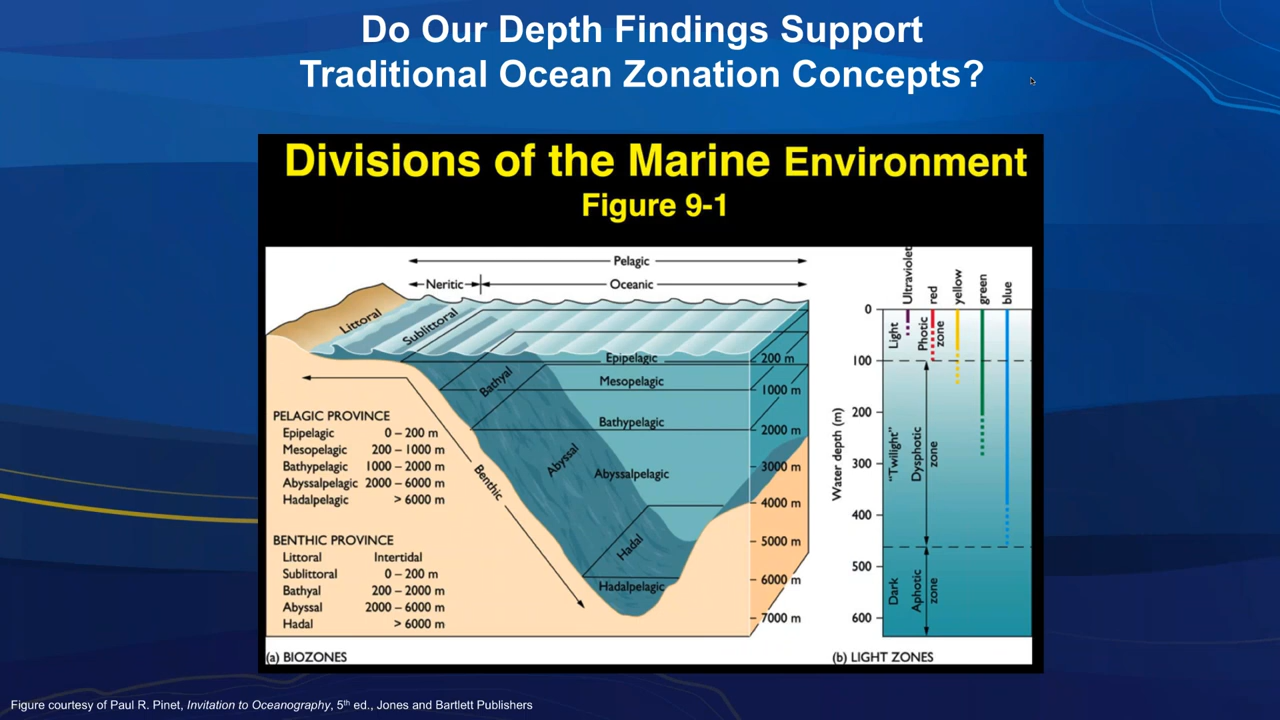 Do Our Depth Findings Support
Traditional Ocean Zonation Concepts?
Divisions of the Marine Environment
Figure 9-1
Pelagic
Neritic
Oceanic
Littoral
Sublittoral
Bathyal
Abyssal
Hadal
Benthic
Epipelagic
Mesopelagic
Bathypelagic
Abyssalpelagic
Hadalpelagic
200 m
1000 m
2000 m
3000 m
4000 m
5000 m
6000 m
7000 m
PELAGIC PROVINCE
Epipelagic 0 – 200 m
Mesopelagic 200 – 1000 m
Bathypelagic 1000 – 2000 m
Abyssalpelagic 2000 – 6000 m
Hadalpelagic > 6000 m
BENTHIC PROVINCE
Littoral Intertidal
Sublittoral 0 – 200 m
Bathyal 200 – 2000 m
Abyssal 2000 – 6000 m
Hadal > 6000 m
(a) BIOZONES
Ultraviolet
red
yellow
green
blue
Water depth (m)
0
100
200
300
400
500
600
Light
Photic
zone
"Twilight"
Dysphotic
zone
Dark
Aphotic
zone
(b) LIGHT ZONES
Figure courtesy of Paul R. Pinet, Invitation to Oceanography, 5th ed., Jones and Bartlett Publishers